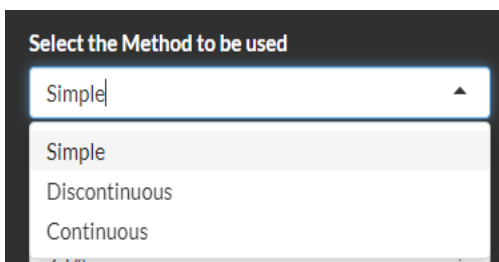 Select the Method to be used
Simple
Simple
Discontinuous
Continuous